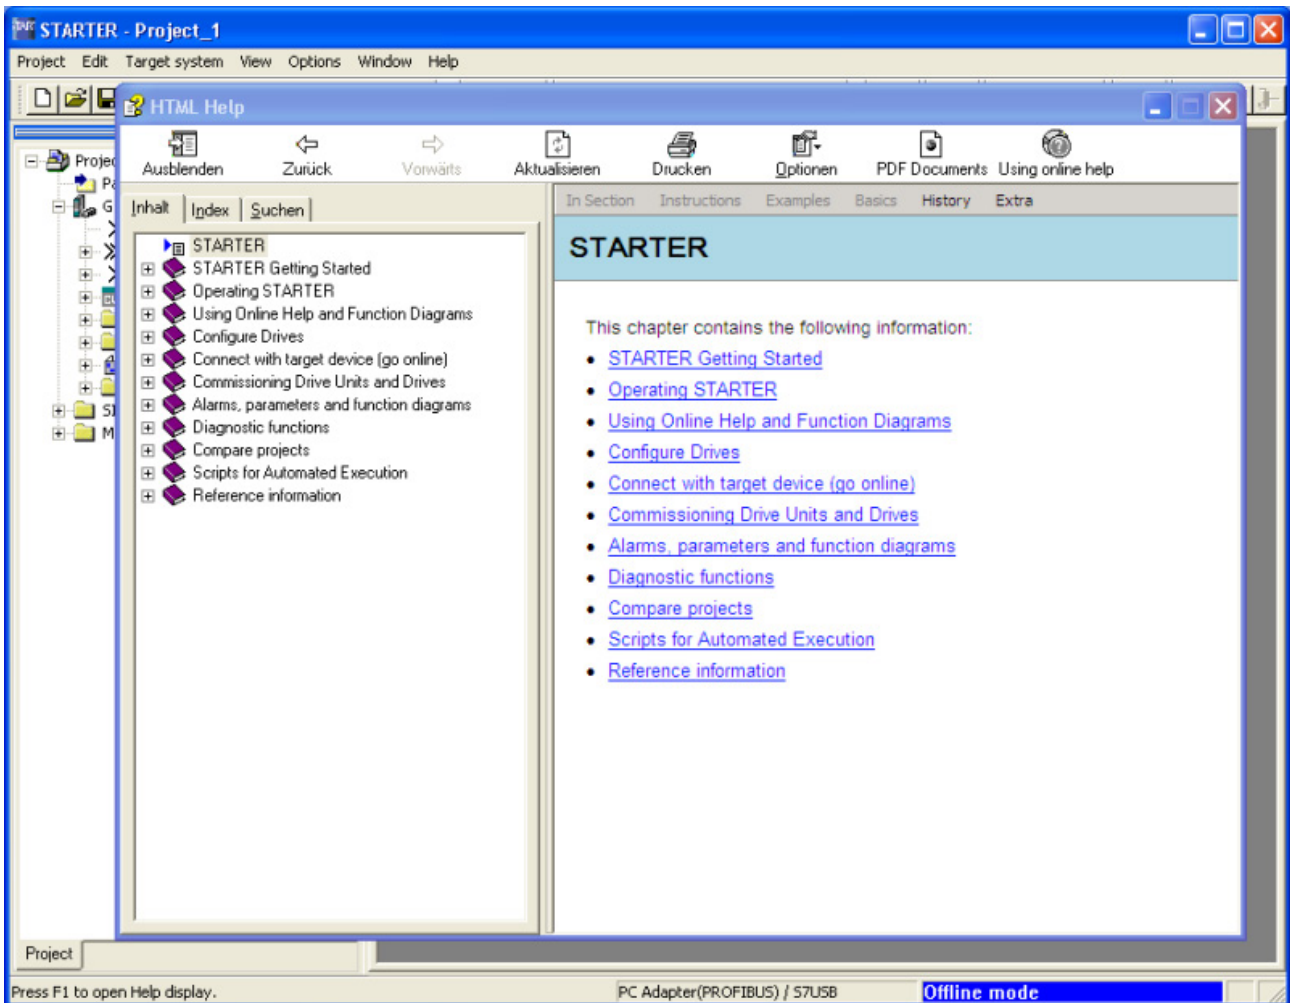 STARTER - Project_1
Project Edit Target system View Options Window Help
HTML Help
Ausblenden Zurück Vorwärts Aktualisieren Drucken Optionen PDF Documents Using online help
Inhalt Index Suchen
STARTER
STARTER Getting Started
Operating STARTER
Using Online Help and Function Diagrams
Configure Drives
Connect with target device (go online)
Commissioning Drive Units and Drives
Alarms, parameters and function diagrams
Diagnostic functions
Compare projects
Scripts for Automated Execution
Reference information
In Section Instructions Examples Basics History Extra
STARTER
This chapter contains the following information:
• STARTER Getting Started
• Operating STARTER
• Using Online Help and Function Diagrams
• Configure Drives
• Connect with target device (go online)
• Commissioning Drive Units and Drives
• Alarms, parameters and function diagrams
• Diagnostic functions
• Compare projects
• Scripts for Automated Execution
• Reference information
Project
Press F1 to open Help display.
PC Adapter(PROFIBUS) / S7USB
Offline mode